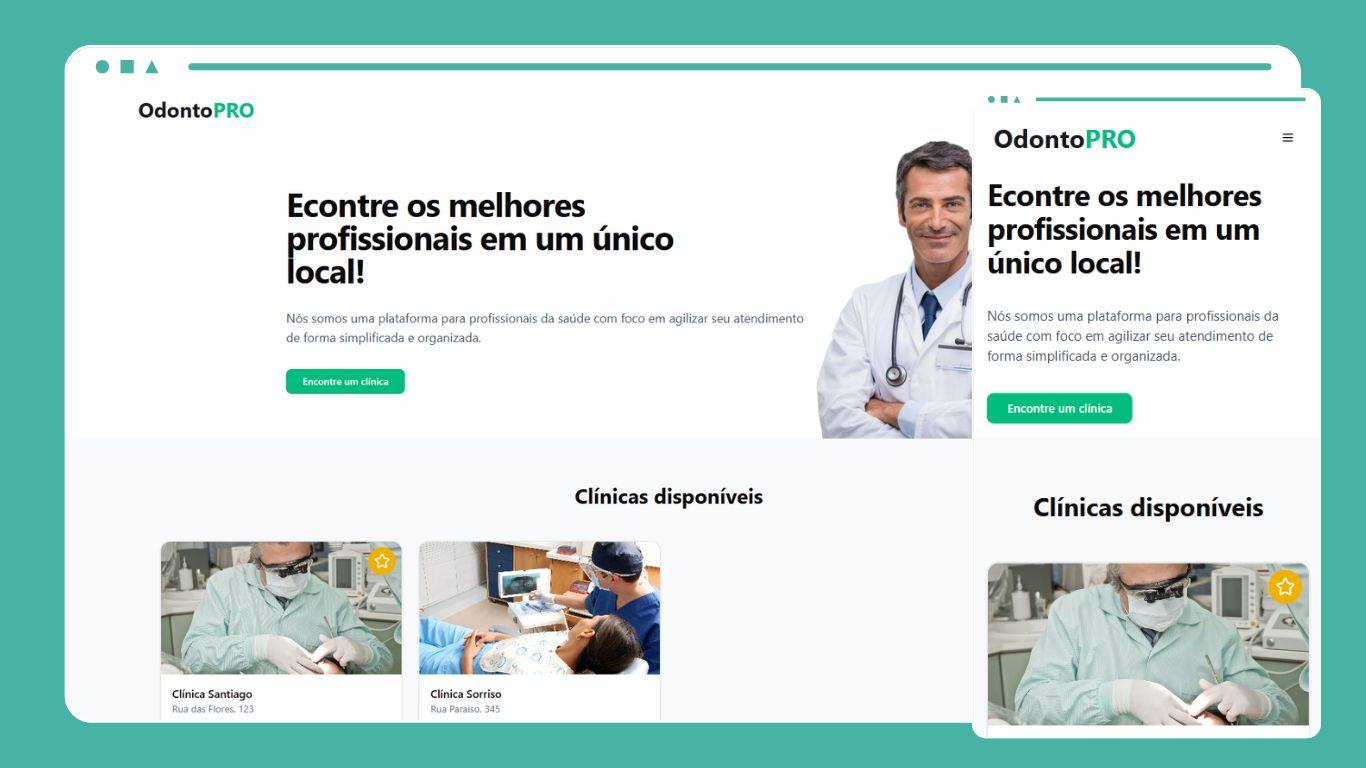 OdontoPRO
Econtre os melhores
profissionais em um único
local!
Nós somos uma plataforma para profissionais da saúde com foco em agilizar seu atendimento
de forma simplificada e organizada.
Encontre um clínica
Clínicas disponíveis
Clínica Santiago
Rua das Flores, 123
Clínica Sorriso
Rua Paraiso, 345
OdontoPRO
Econtre os melhores
profissionais em um
único local!
Nós somos uma plataforma para profissionais da
saúde com foco em agilizar seu atendimento de
forma simplificada e organizada.
Encontre um clínica
Clínicas disponíveis